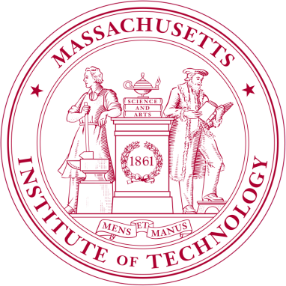 MASSACHUSETTS
INSTITUTE OF TECHNOLOGY
SCIENCE
AND
ARTS
1861
MENS ET MANUS